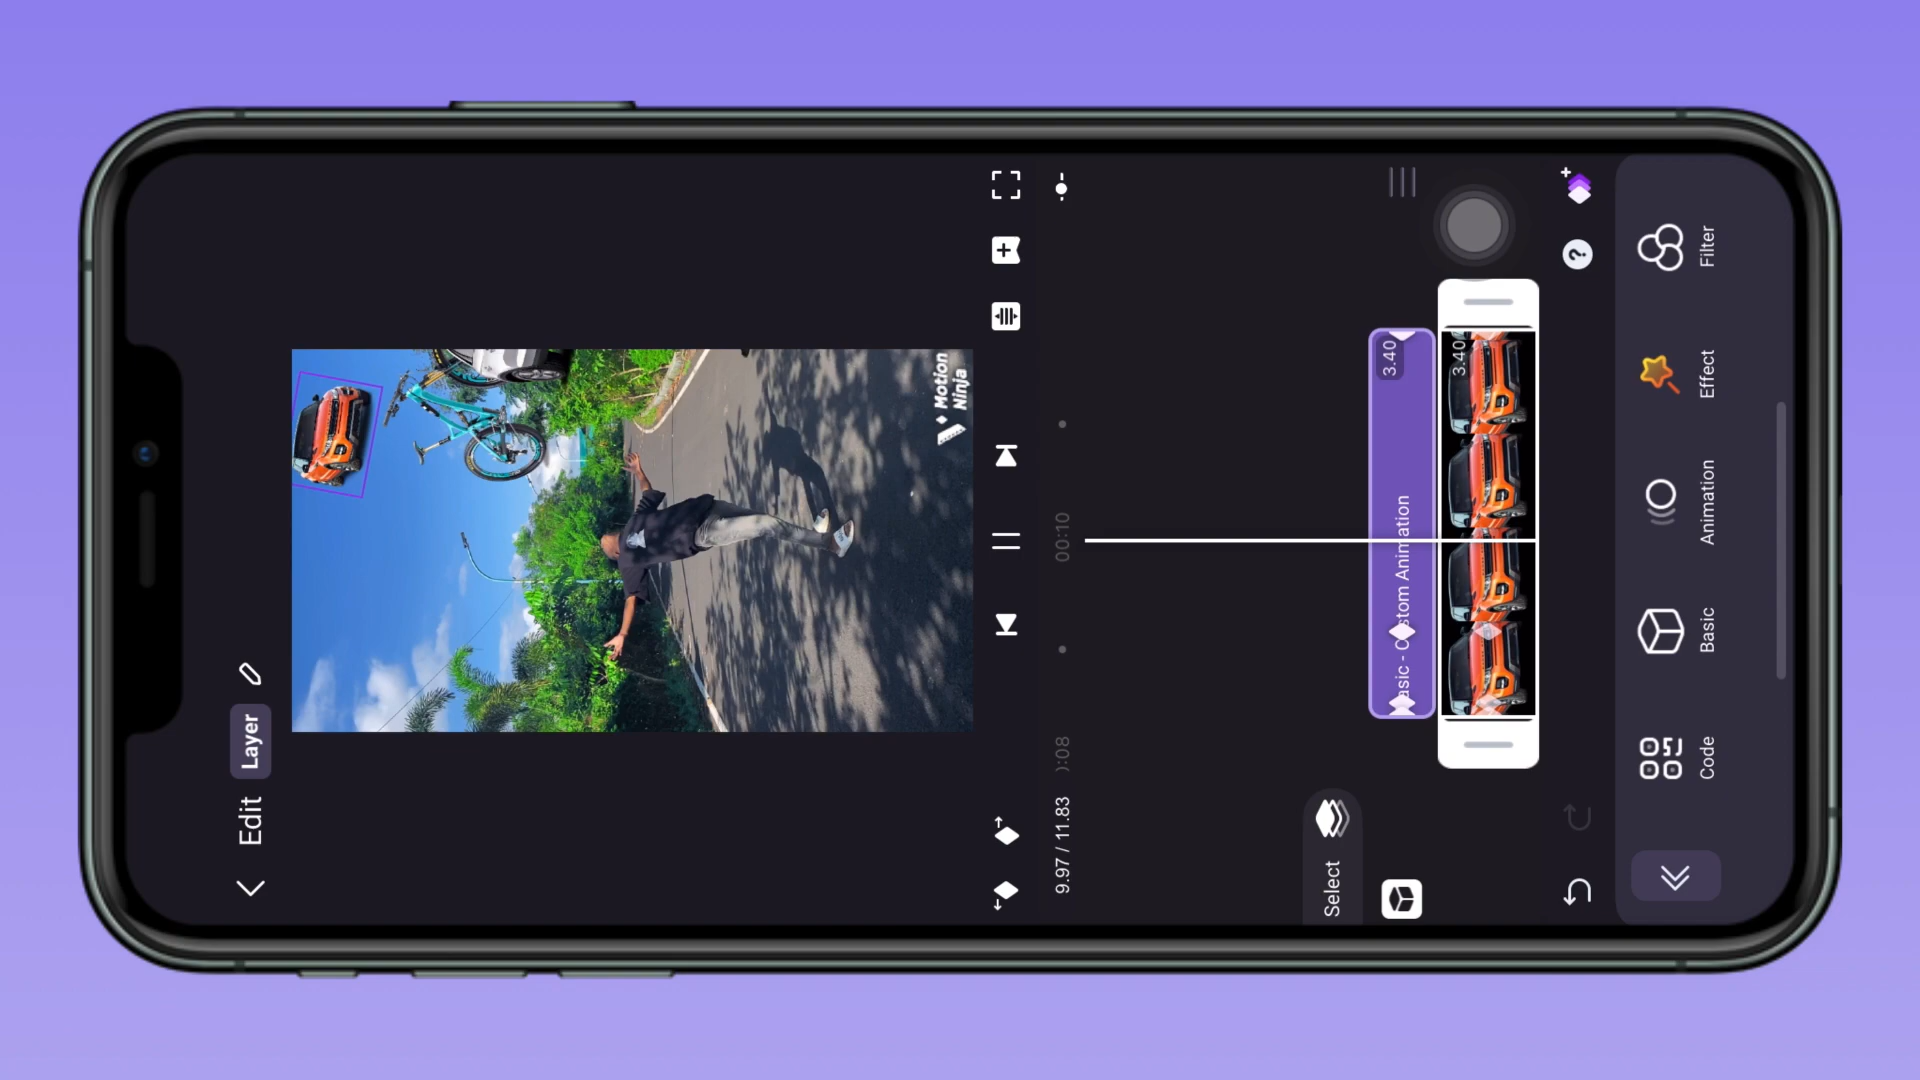 Edit Layer
Motion
Ninja
9.97 / 11.83
):08
00:10
Select
asic - C
stom Animation
3.40
3.40
?
Code
Basic
Animation
Effect
Filter